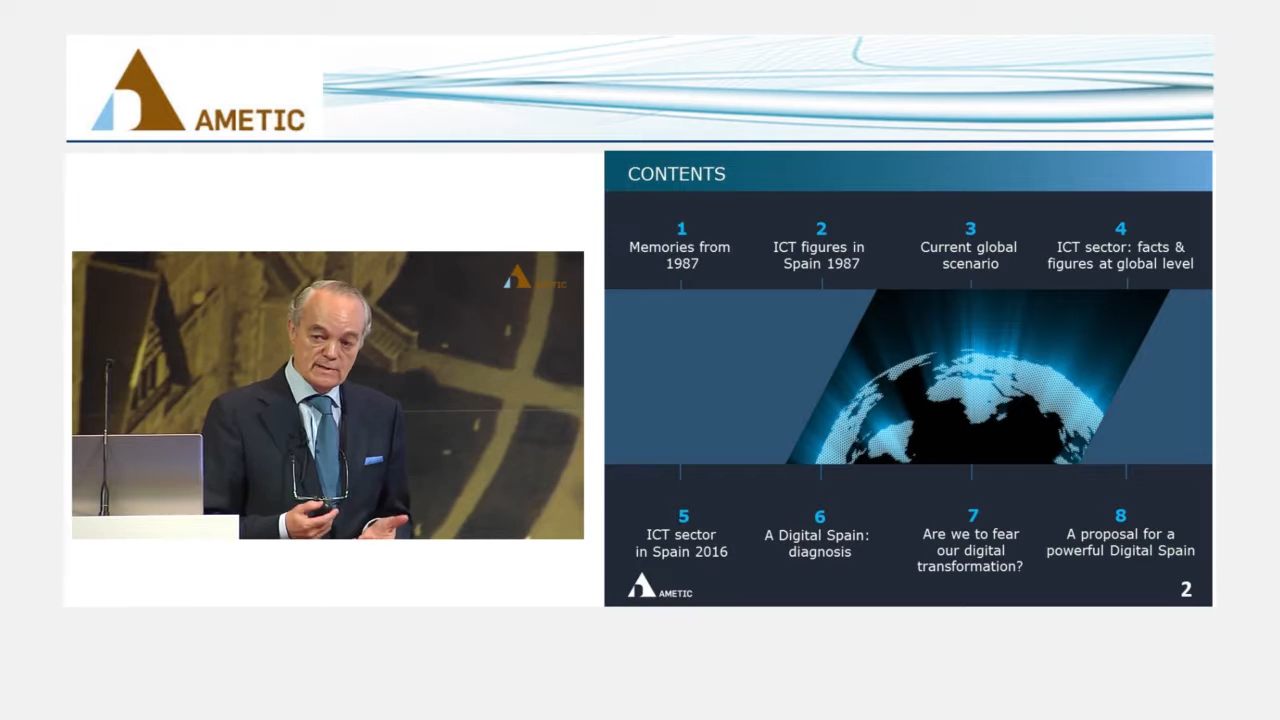 AMETIC
CONTENTS
1
Memories from
1987
2
ICT figures in
Spain 1987
3
Current global
scenario
4
ICT sector: facts &
figures at global level
5
ICT sector
in Spain 2016
6
A Digital Spain:
diagnosis
7
Are we to fear
our digital
transformation?
8
A proposal for a
powerful Digital Spain
AMETIC
2